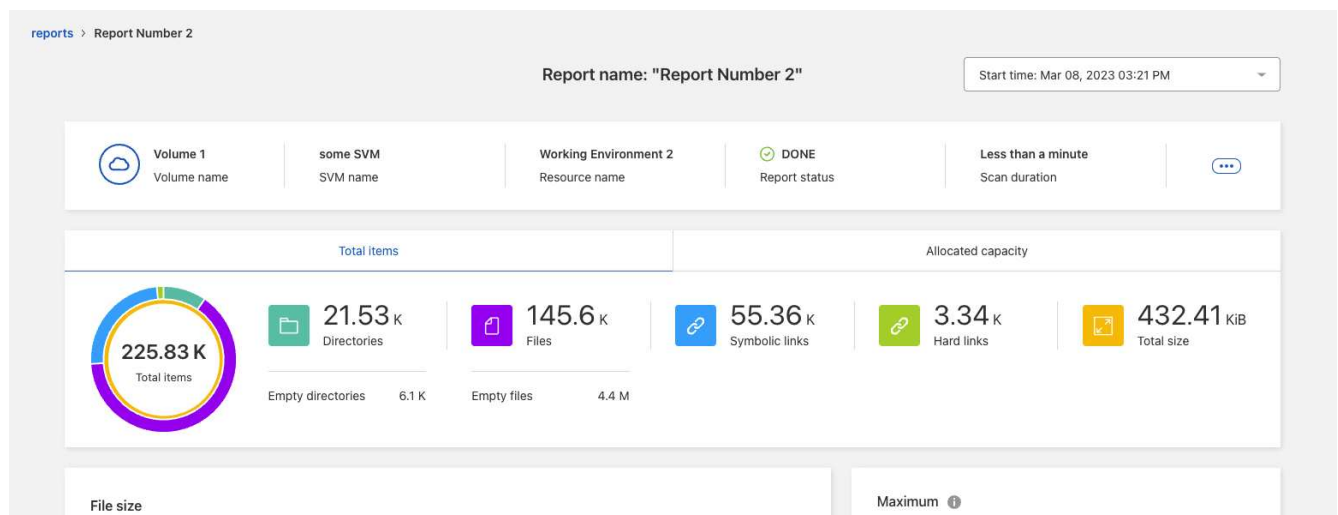 reports > Report Number 2
Report name: "Report Number 2"
Start time: Mar 08, 2023 03:21 PM
Volume 1
Volume name
some SVM
SVM name
Working Environment 2
Resource name
DONE
Report status
Less than a minute
Scan duration
Total items
Allocated capacity
225.83 K
Total items
21.53 K
Directories
Empty directories 6.1 K
145.6 K
Files
Empty files 4.4 M
55.36 K
Symbolic links
3.34 K
Hard links
432.41 KiB
Total size
File size
Maximum